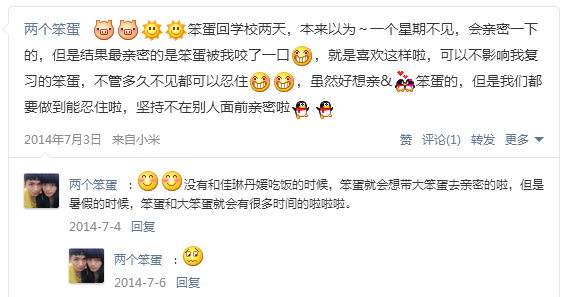 两个笨蛋 笨蛋回学校两天，本来以为～一个星期不见，会亲密一下
的，但是结果最亲密的是笨蛋被我咬了一口，就是喜欢这样啦，可以不影响我复
习的笨蛋，不管多久不见都可以忍住，虽然好想亲&笨蛋的，但是我们都
要做到能忍住啦，坚持不在别人面前亲密啦
2014年7月3日 来自小米 赞 评论(1) 转发 更多
两个笨蛋 ：没有和佳琳丹媛吃饭的时候，笨蛋就会想带大笨蛋去亲密的啦，但是
暑假的时候，笨蛋和大笨蛋就会有很多时间的啦啦啦。
2014-7-4 回复
两个笨蛋 ：
2014-7-6 回复